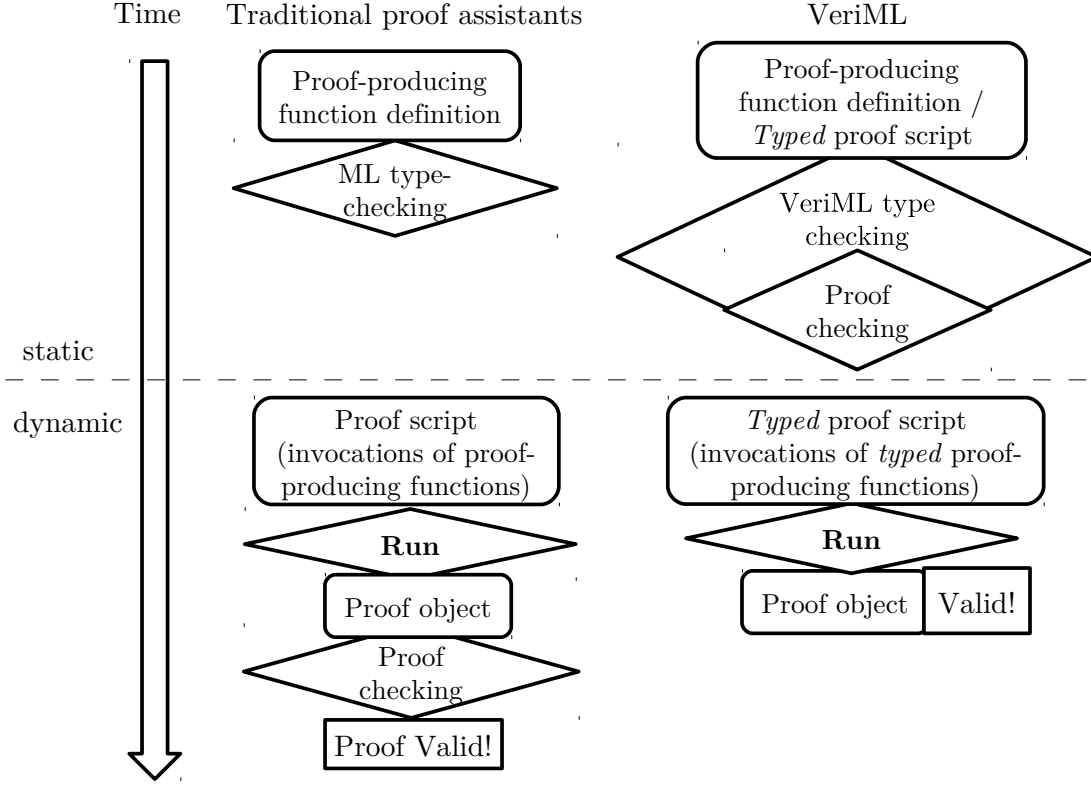 Time
Traditional proof assistants
VeriML
Proof-producing
function definition
ML type-
checking
Proof-producing
function definition /
Typed proof script
VeriML type
checking
Proof
checking
static
dynamic
Proof script
(invocations of proof-
producing functions)
Run
Proof object
Proof
checking
Proof Valid!
Typed proof script
(invocations of typed proof-
producing functions)
Run
Proof object
Valid!